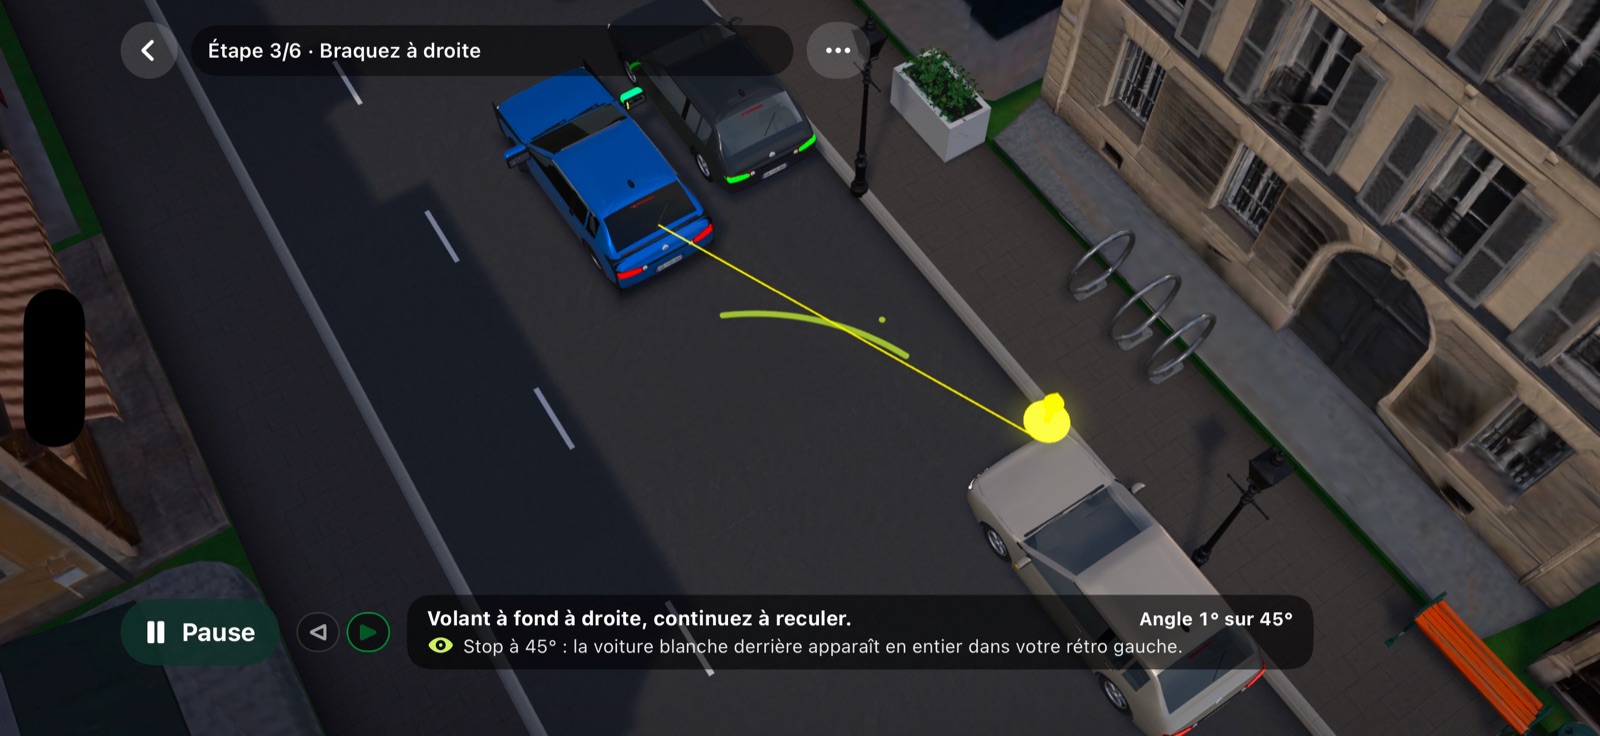 Étape 3/6 · Braquez à droite
Volant à fond à droite, continuez à reculer.
Angle 1° sur 45°
Stop à 45° : la voiture blanche derrière apparaît en entier dans votre rétro gauche.
Pause